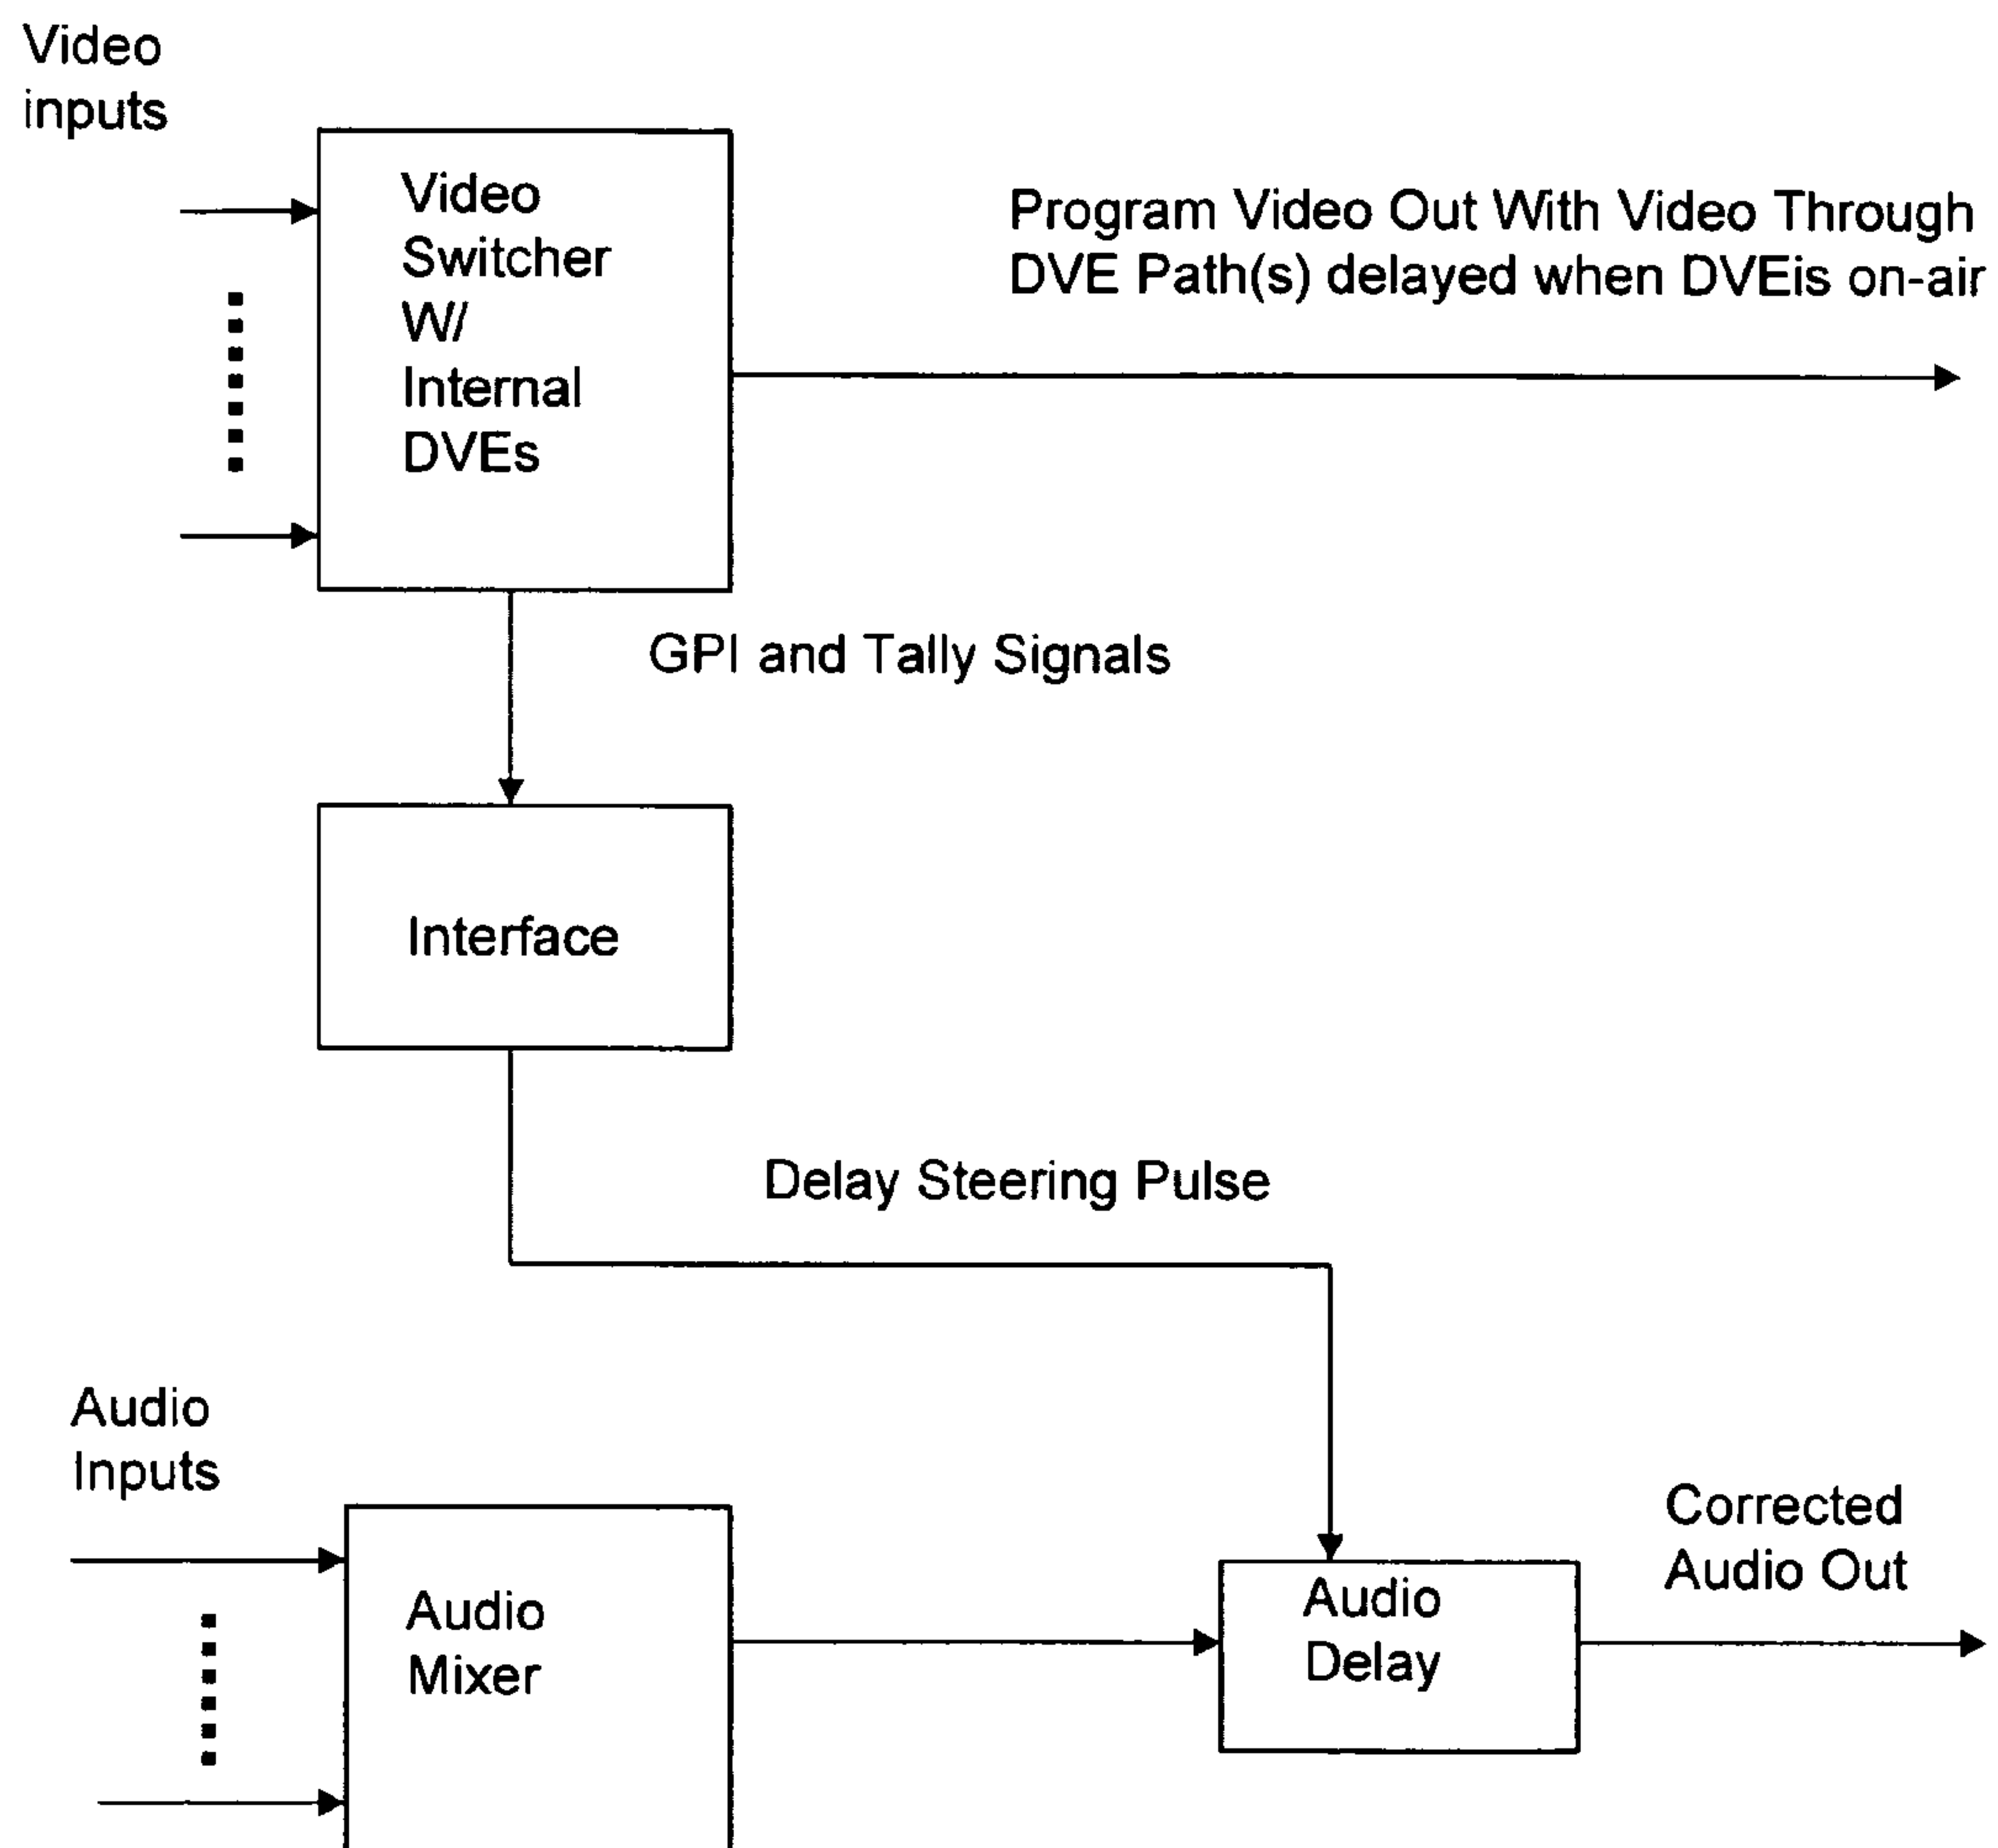 Video
inputs
Video
Switcher
W/
Internal
DVEs
Program Video Out With Video Through
DVE Path(s) delayed when DVEis on-air
GPI and Tally Signals
Interface
Delay Steering Pulse
Audio
Inputs
Audio
Mixer
Audio
Delay
Corrected
Audio Out